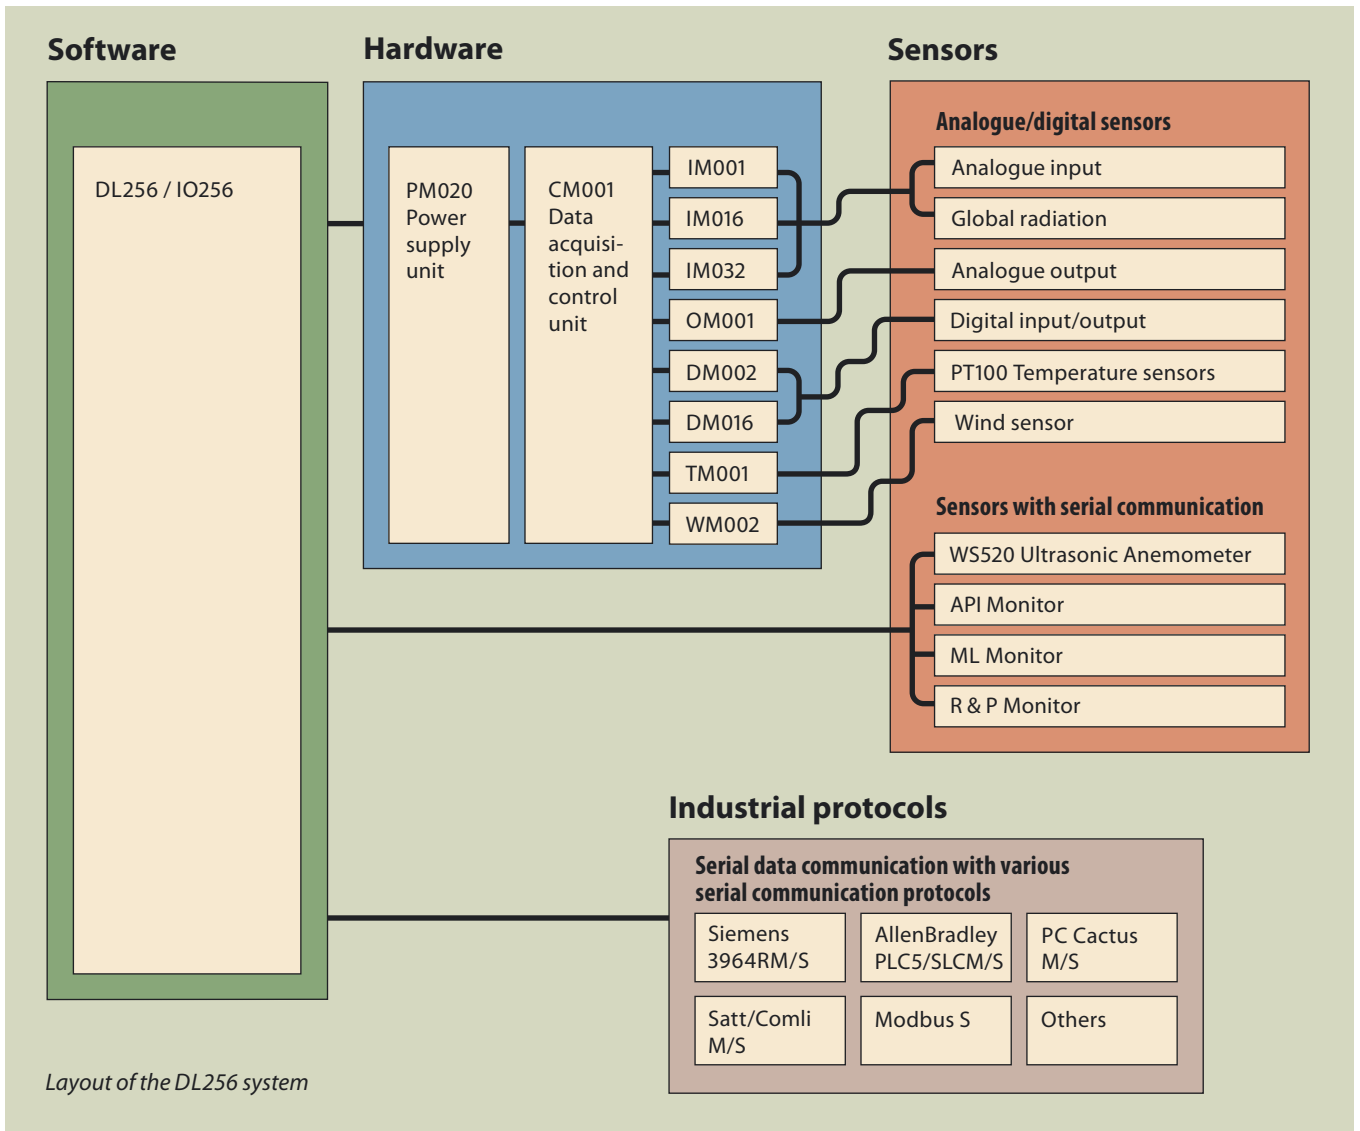 Software
DL256 / IO256
Hardware
PM020
Power
supply
unit
CM001
Data
acquisi-
tion and
control
unit
IM001
IM016
IM032
OM001
DM002
DM016
TM001
WM002
Sensors
Analogue/digital sensors
Analogue input
Global radiation
Analogue output
Digital input/output
PT100 Temperature sensors
Wind sensor
Sensors with serial communication
WS520 Ultrasonic Anemometer
API Monitor
ML Monitor
R & P Monitor
Industrial protocols
Serial data communication with various
serial communication protocols
Siemens
3964RM/S
AllenBradley
PLC5/SLCM/S
PC Cactus
M/S
Satt/Comli
M/S
Modbus S
Others
Layout of the DL256 system